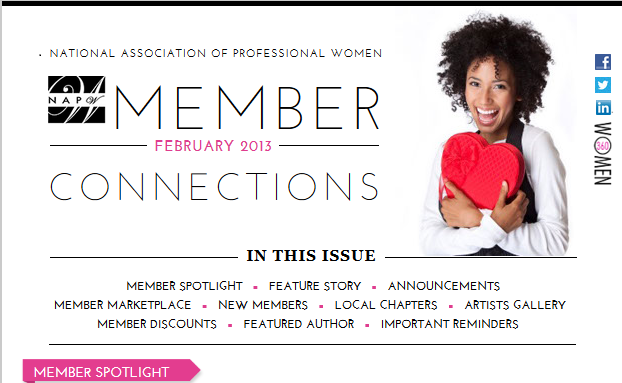 NATIONAL ASSOCIATION OF PROFESSIONAL WOMEN
NAPW
MEMBER
FEBRUARY 2013
CONNECTIONS
f
in
WOMEN
360
IN THIS ISSUE
MEMBER SPOTLIGHT ▪ FEATURE STORY ▪ ANNOUNCEMENTS
MEMBER MARKETPLACE ▪ NEW MEMBERS ▪ LOCAL CHAPTERS ▪ ARTISTS GALLERY
MEMBER DISCOUNTS ▪ FEATURED AUTHOR ▪ IMPORTANT REMINDERS
MEMBER SPOTLIGHT